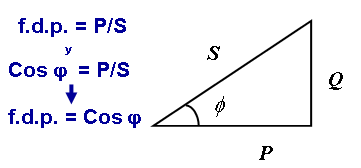 f.d.p. = P/S
y
Cos φ = P/S
f.d.p. = Cos φ
S
ϕ
Q
P